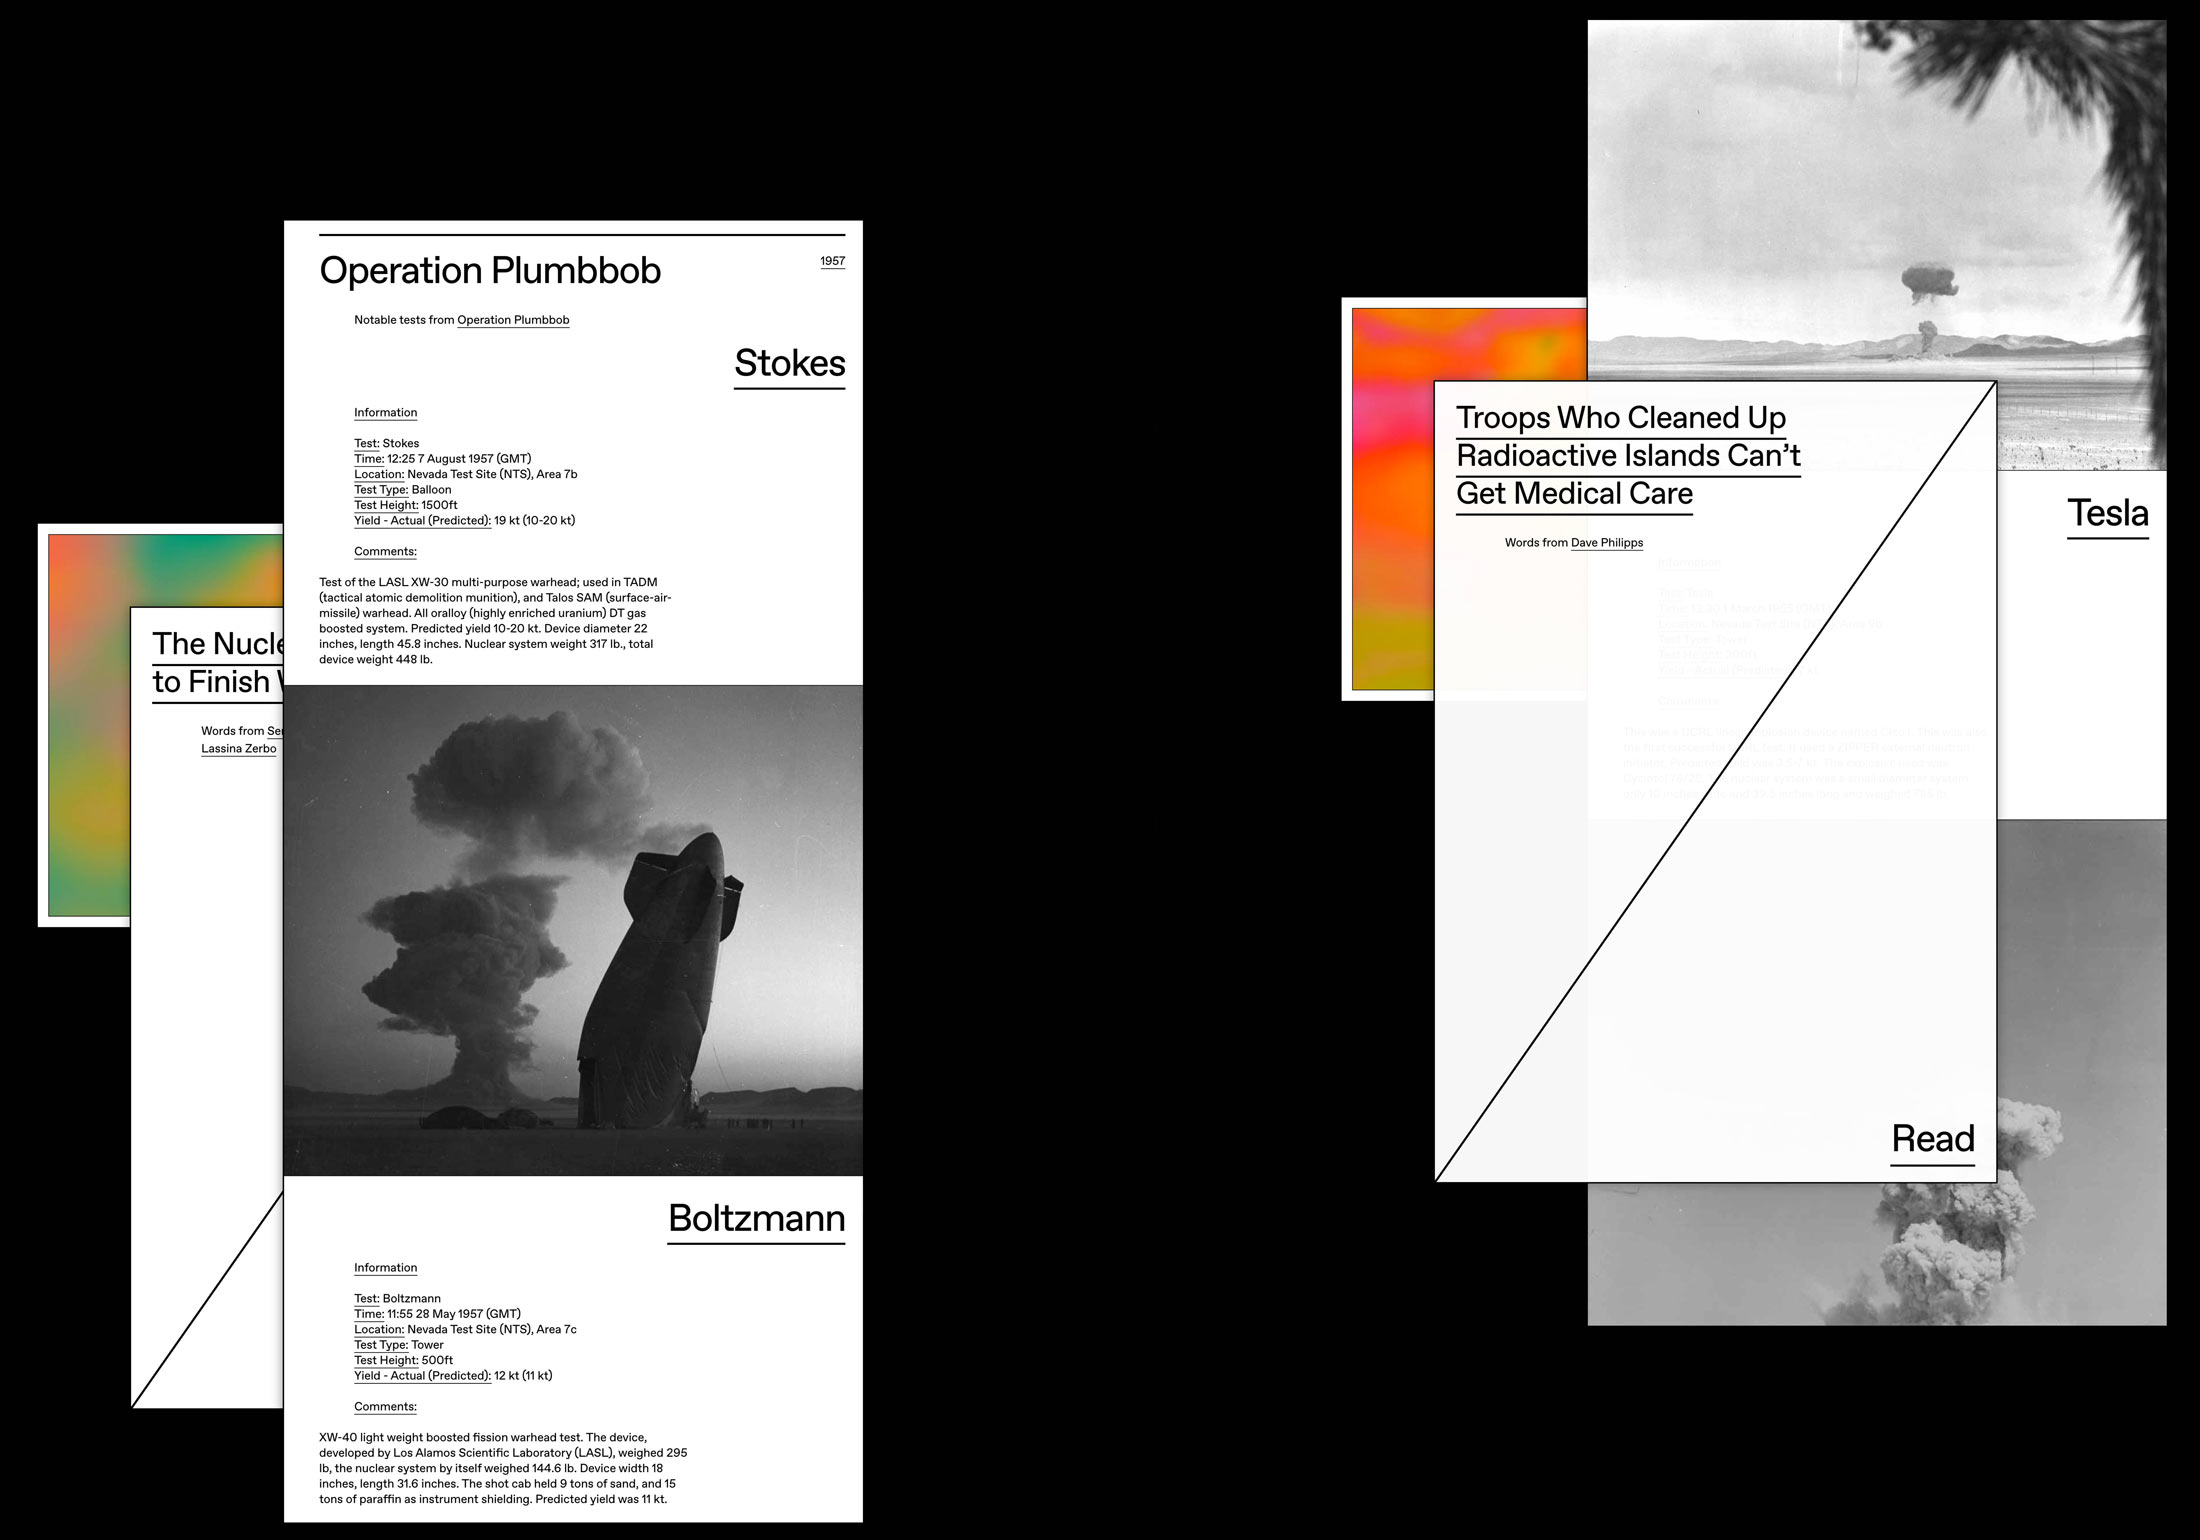 Operation Plumbbob
1957
Notable tests from Operation Plumbbob
Stokes
Information
Test: Stokes
Time: 12:25 7 August 1957 (GMT)
Location: Nevada Test Site (NTS), Area 7b
Test Type: Balloon
Test Height: 1500ft
Yield - Actual (Predicted): 19 kt (10-20 kt)
Comments:
Test of the LASL XW-30 multi-purpose warhead; used in TADM
(tactical atomic demolition munition), and Talos SAM (surface-air-
missile) warhead. All oralloy (highly enriched uranium) DT gas
boosted system. Predicted yield 10-20 kt. Device diameter 22
inches, length 45.8 inches. Nuclear system weight 317 lb., total
device weight 448 lb.
Boltzmann
Information
Test: Boltzmann
Time: 11:55 28 May 1957 (GMT)
Location: Nevada Test Site (NTS), Area 7c
Test Type: Tower
Test Height: 500ft
Yield - Actual (Predicted): 12 kt (11 kt)
Comments:
XW-40 light weight boosted fission warhead test. The device,
developed by Los Alamos Scientific Laboratory (LASL), weighed 295
lb, the nuclear system by itself weighed 144.6 lb. Device width 18
inches, length 31.6 inches. The shot cab held 9 tons of sand, and 15
tons of paraffin as instrument shielding. Predicted yield was 11 kt.
The
to Finish
Words from
Lassina Zerbo
Troops Who Cleaned Up
Radioactive Islands Can't
Get Medical Care
Words from Dave Philipps
Read
Tesla
Information
Test: Tesla
Comments: